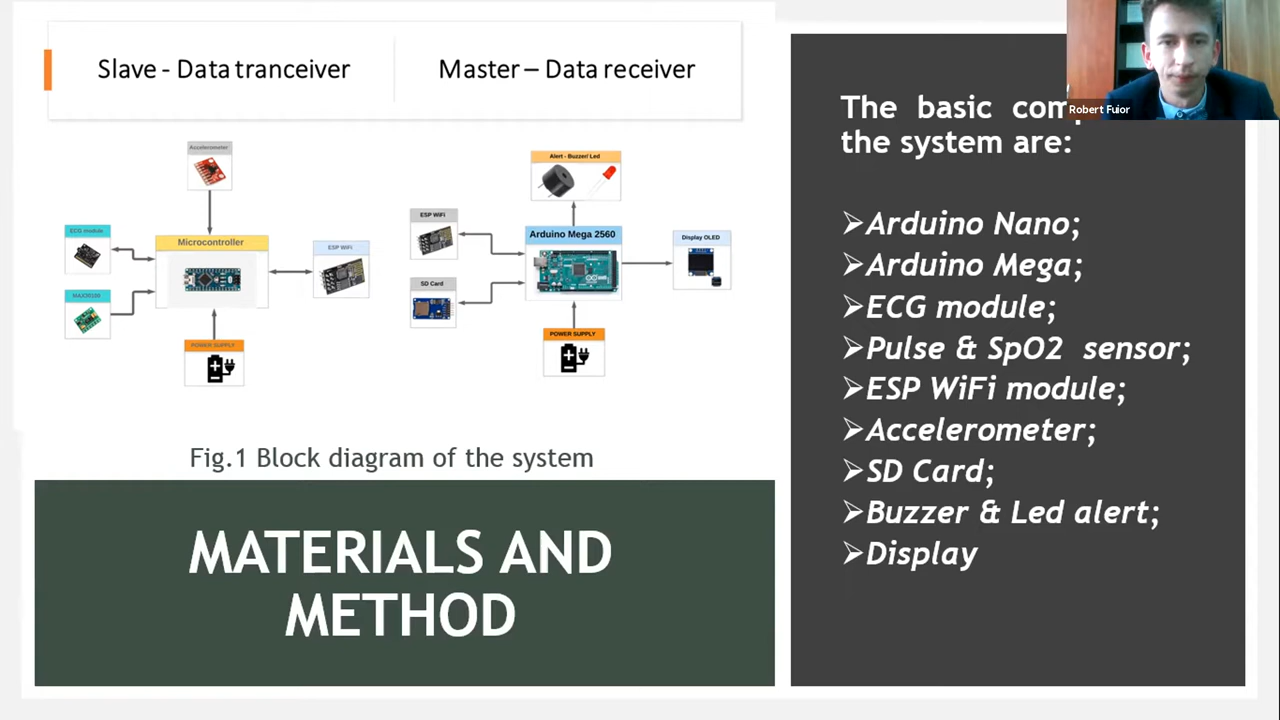 Slave - Data tranceiver
Master – Data receiver
Accelerometer
Alert - Buzzer/ Led
ECG module
Microcontroller
ESP WiFi
ESP WiFi
Arduino Mega 2560
Display OLED
SD Card
MAX30100
POWER SUPPLY
POWER SUPPLY
Fig.1 Block diagram of the system
MATERIALS AND
METHOD
Robert Fuior
The basic
the system are:
➢Arduino Nano;
➢Arduino Mega;
➢ECG module;
➢Pulse & SpO2 sensor;
➢ESP WiFi module;
➢Accelerometer;
➢SD Card;
➢Buzzer & Led alert;
➢Display